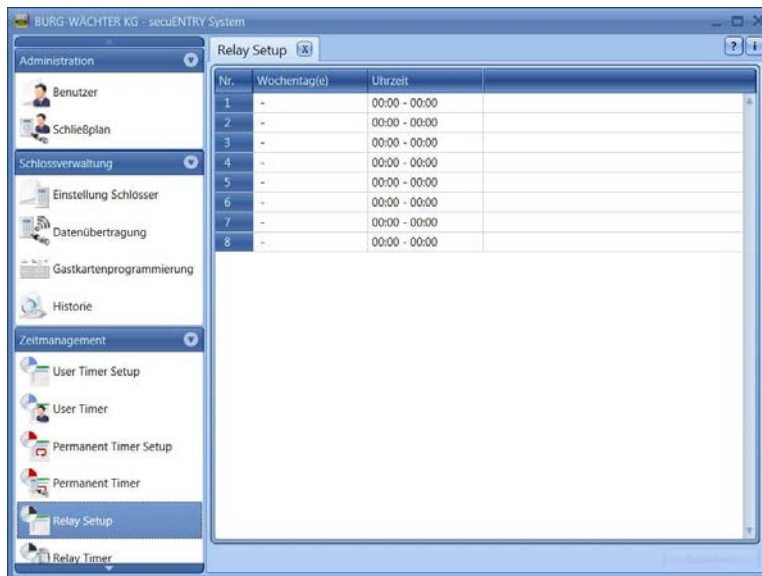 BURG-WÄCHTER KG - secuENTRY System
Administration
Benutzer
Schließplan
Schlossverwaltung
Einstellung Schlösser
Datenübertragung
Gastkartenprogrammierung
Historie
Zeitmanagement
User Timer Setup
User Timer
Permanent Timer Setup
Permanent Timer
Relay Setup
Relay Timer
Relay Setup x
? i
Nr. Wochentag(e) Uhrzeit
1 - 00:00 - 00:00
2 - 00:00 - 00:00
3 - 00:00 - 00:00
4 - 00:00 - 00:00
5 - 00:00 - 00:00
6 - 00:00 - 00:00
7 - 00:00 - 00:00
8 - 00:00 - 00:00